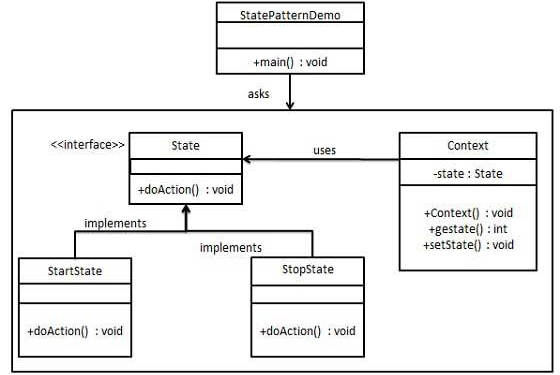 StatePatternDemo
+main() : void
asks
<<interface>>
State
+doAction() : void
uses
Context
-state : State
+Context() : void
+gestate() : int
+setState() : void
implements
implements
StartState
+doAction() : void
StopState
+doAction() : void